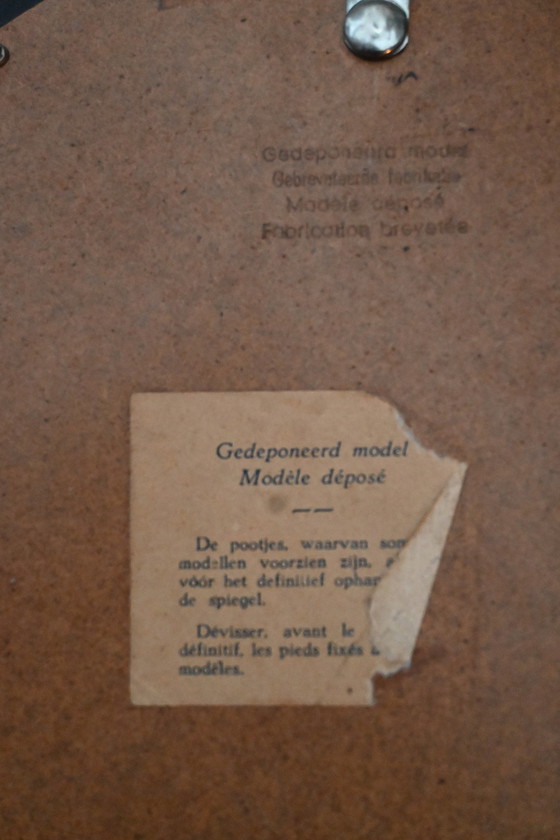 Gedeponeerd model
Gebreveteerde fabrikatie
Modèle déposé
Fabrication brevetée
Gedeponeerd model
Modèle déposé
De pootjes, waarvan som
modellen voorzien zijn,
vóór het definitief ophan
de spiegel.
Dévisser, avant le
définitif, les pieds fixés
modèles.